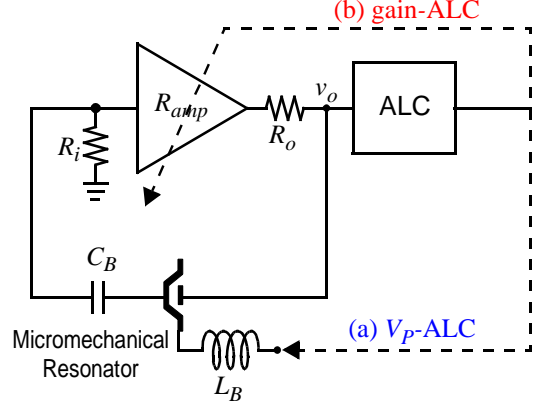 (b) gain-ALC
v_o
R_amp
ALC
R_o
R_i
C_B
Micromechanical
Resonator
(a) V_P-ALC
L_B